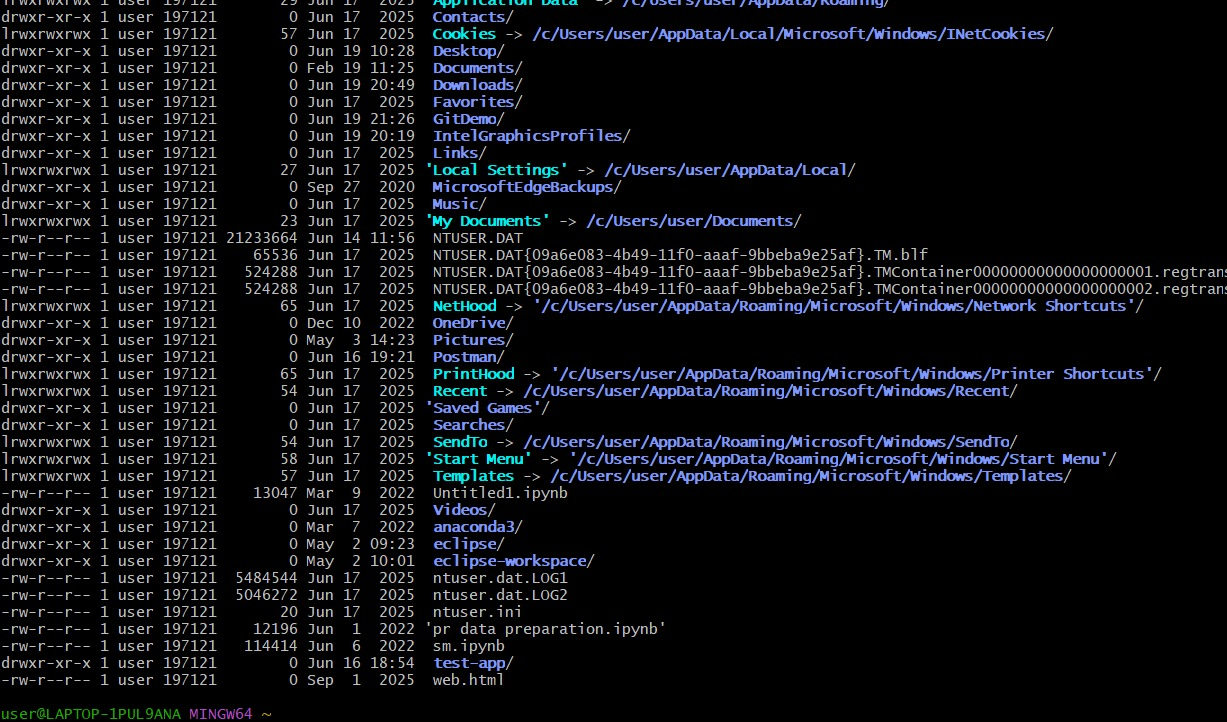 lrwxrwxrwx 1 user 197121       29 Jun 17  2025 'Application Data' -> /c/Users/user/AppData/Roaming/
drwxr-xr-x 1 user 197121        0 Jun 17  2025  Contacts/
lrwxrwxrwx 1 user 197121       57 Jun 17  2025  Cookies -> /c/Users/user/AppData/Local/Microsoft/Windows/INetCookies/
drwxr-xr-x 1 user 197121        0 Jun 19 10:28  Desktop/
drwxr-xr-x 1 user 197121        0 Feb 19 11:25  Documents/
drwxr-xr-x 1 user 197121        0 Jun 19 20:49  Downloads/
drwxr-xr-x 1 user 197121        0 Jun 17  2025  Favorites/
drwxr-xr-x 1 user 197121        0 Jun 19 21:26  GitDemo/
drwxr-xr-x 1 user 197121        0 Jun 19 20:19  IntelGraphicsProfiles/
drwxr-xr-x 1 user 197121        0 Jun 17  2025  Links/
lrwxrwxrwx 1 user 197121       27 Jun 17  2025 'Local Settings' -> /c/Users/user/AppData/Local/
drwxr-xr-x 1 user 197121        0 Sep 27  2020  MicrosoftEdgeBackups/
drwxr-xr-x 1 user 197121        0 Jun 17  2025  Music/
lrwxrwxrwx 1 user 197121       23 Jun 17  2025 'My Documents' -> /c/Users/user/Documents/
-rw-r--r-- 1 user 197121 21233664 Jun 14 11:56  NTUSER.DAT
-rw-r--r-- 1 user 197121    65536 Jun 17  2025  NTUSER.DAT{09a6e083-4b49-11f0-aaaf-9bbeba9e25af}.TM.blf
-rw-r--r-- 1 user 197121   524288 Jun 17  2025  NTUSER.DAT{09a6e083-4b49-11f0-aaaf-9bbeba9e25af}.TMContainer00000000000000000001.regtrans
-rw-r--r-- 1 user 197121   524288 Jun 17  2025  NTUSER.DAT{09a6e083-4b49-11f0-aaaf-9bbeba9e25af}.TMContainer00000000000000000002.regtrans
lrwxrwxrwx 1 user 197121       65 Jun 17  2025  NetHood -> '/c/Users/user/AppData/Roaming/Microsoft/Windows/Network Shortcuts'/
drwxr-xr-x 1 user 197121        0 Dec 10  2022  OneDrive/
drwxr-xr-x 1 user 197121        0 May  3 14:23  Pictures/
drwxr-xr-x 1 user 197121        0 Jun 16 19:21  Postman/
lrwxrwxrwx 1 user 197121       65 Jun 17  2025  PrintHood -> '/c/Users/user/AppData/Roaming/Microsoft/Windows/Printer Shortcuts'/
lrwxrwxrwx 1 user 197121       54 Jun 17  2025  Recent -> /c/Users/user/AppData/Roaming/Microsoft/Windows/Recent/
drwxr-xr-x 1 user 197121        0 Jun 17  2025 'Saved Games'/
drwxr-xr-x 1 user 197121        0 Jun 17  2025  Searches/
lrwxrwxrwx 1 user 197121       54 Jun 17  2025  SendTo -> /c/Users/user/AppData/Roaming/Microsoft/Windows/SendTo/
lrwxrwxrwx 1 user 197121       58 Jun 17  2025 'Start Menu' -> '/c/Users/user/AppData/Roaming/Microsoft/Windows/Start Menu'/
lrwxrwxrwx 1 user 197121       57 Jun 17  2025  Templates -> /c/Users/user/AppData/Roaming/Microsoft/Windows/Templates/
-rw-r--r-- 1 user 197121    13047 Mar  9  2022  Untitled1.ipynb
drwxr-xr-x 1 user 197121        0 Jun 17  2025  Videos/
drwxr-xr-x 1 user 197121        0 Mar  7  2022  anaconda3/
drwxr-xr-x 1 user 197121        0 May  2 09:23  eclipse/
drwxr-xr-x 1 user 197121        0 May  2 10:01  eclipse-workspace/
-rw-r--r-- 1 user 197121  5484544 Jun 17  2025  ntuser.dat.LOG1
-rw-r--r-- 1 user 197121  5046272 Jun 17  2025  ntuser.dat.LOG2
-rw-r--r-- 1 user 197121       20 Jun 17  2025  ntuser.ini
-rw-r--r-- 1 user 197121    12196 Jun  1  2022 'pr data preparation.ipynb'
-rw-r--r-- 1 user 197121   114414 Jun  6  2022  sm.ipynb
drwxr-xr-x 1 user 197121        0 Jun 16 18:54  test-app/
-rw-r--r-- 1 user 197121        0 Sep  1  2025  web.html
user@LAPTOP-1PUL9ANA MINGW64 ~